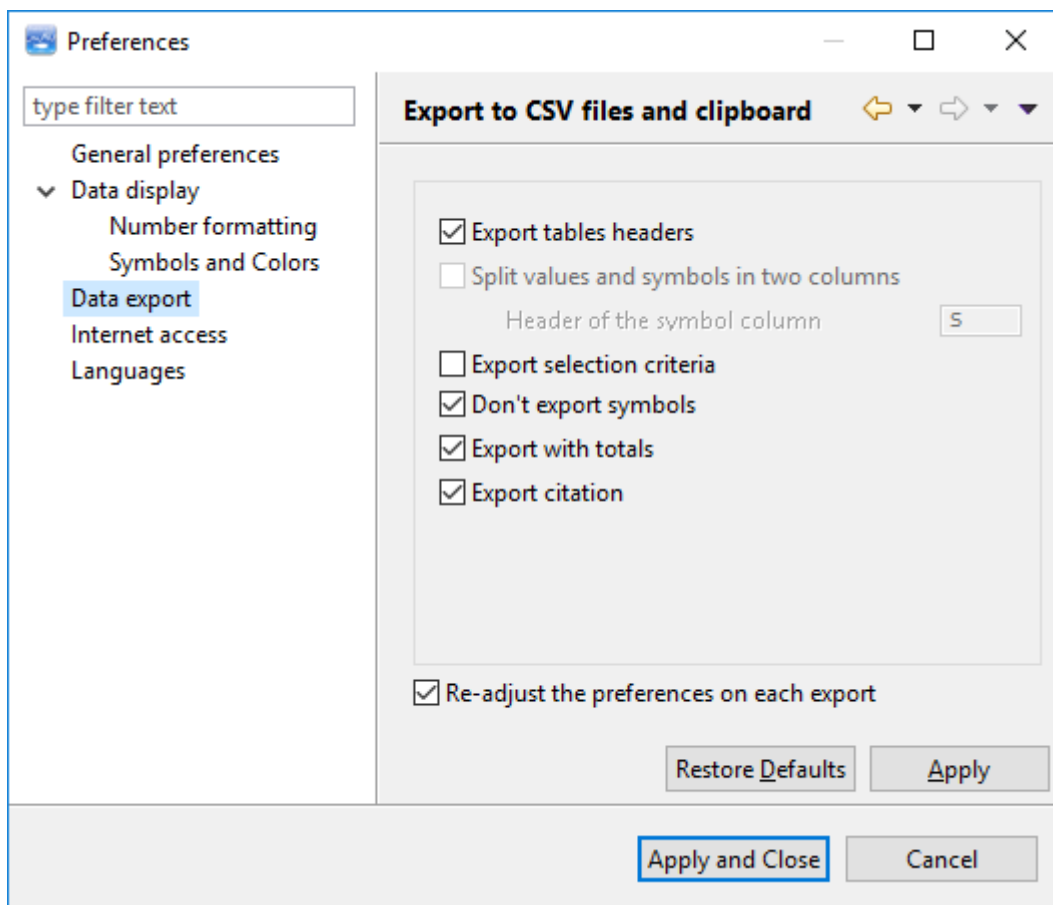 Preferences
type filter text
General preferences
Data display
Number formatting
Symbols and Colors
Data export
Internet access
Languages
Export to CSV files and clipboard
Export tables headers
Split values and symbols in two columns
Header of the symbol column S
Export selection criteria
Don't export symbols
Export with totals
Export citation
Re-adjust the preferences on each export
Restore Defaults Apply
Apply and Close Cancel